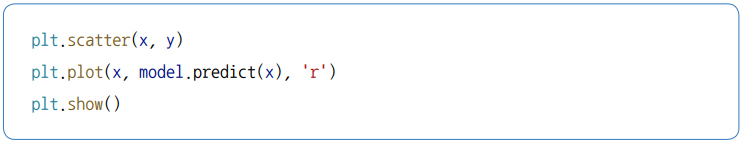 plt.scatter(x, y)
plt.plot(x, model.predict(x), 'r')
plt.show()